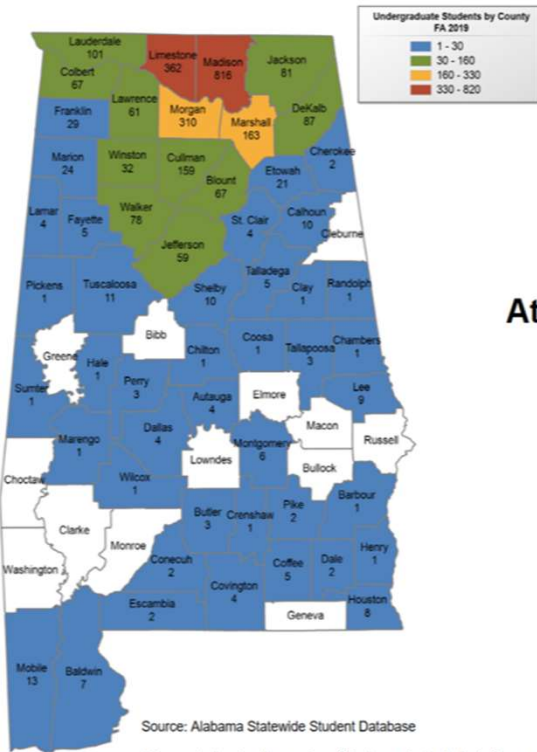 Undergraduate Students by County
FA 2019
1 - 30
30 - 160
160 - 330
330 - 820
Lauderdale
101
Limestone
362
Madison
816
Jackson
81
Colbert
67
Lawrence
61
Morgan
310
Marshall
163
DeKalb
87
Franklin
29
Marion
24
Winston
32
Cullman
159
Blount
67
Etowah
21
Cherokee
2
Lamar
4
Fayette
5
Walker
78
Jefferson
59
St. Clair
4
Calhoun
10
Cleburne
Pickens
1
Tuscaloosa
11
Shelby
10
Talladega
5
Clay
1
Randolph
1
At
Bibb
Greene
Hale
1
Perry
3
Chilton
1
Coosa
1
Tallapoosa
3
Chambers
1
Sumter
1
Autauga
4
Elmore
Lee
9
Macon
Russell
Marengo
1
Dallas
4
Lowndes
Montgomery
6
Bullock
Choctaw
Wilcox
1
Clarke
Butler
3
Crenshaw
1
Pike
2
Barbour
1
Monroe
Washington
Conecuh
2
Covington
4
Coffee
5
Dale
2
Henry
1
Escambia
2
Geneva
Houston
8
Mobile
13
Baldwin
7
Source: Alabama Statewide Student Database